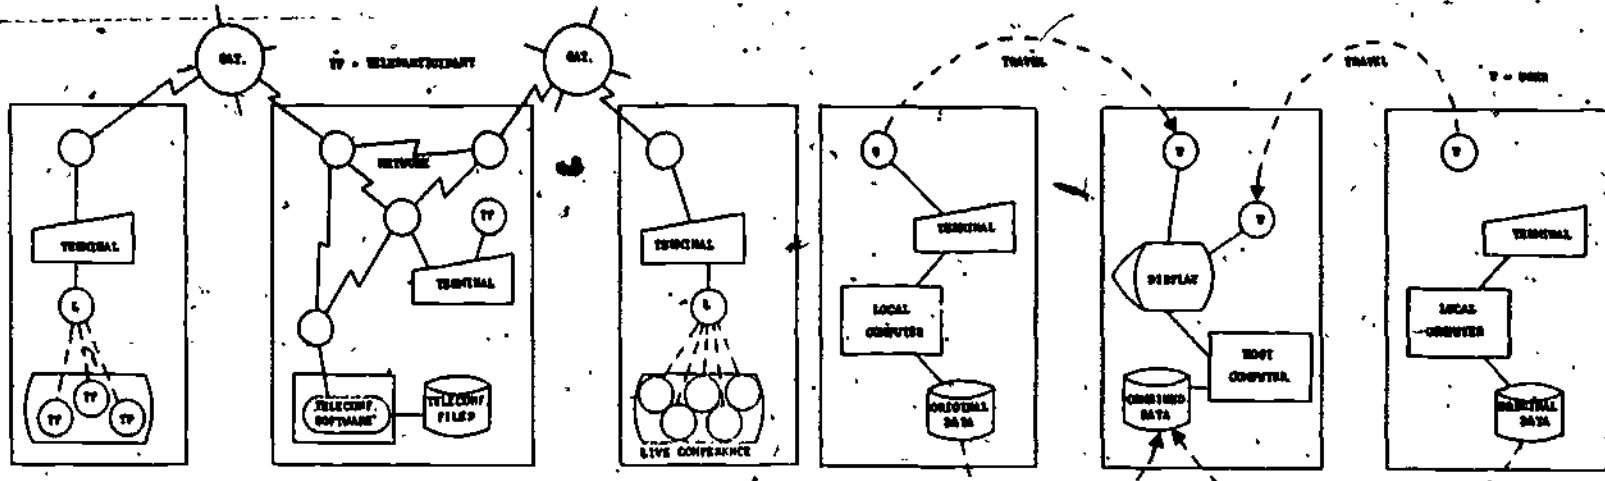 SAT.
TP = TELEPARTICIPANT
SAT.
TRAVEL
TRAVEL
U = USER
NETWORK
U
U
U
U
TP
TERMINAL
TERMINAL
TERMINAL
TERMINAL
TERMINAL
DISPLAY
L
L
LOCAL
COMPUTER
LOCAL
COMPUTER
HOST
COMPUTER
TP
TP
TP
TELECONF.
SOFTWARE
TELECONF.
FILES
ORIGINAL
DATA
COMBINED
DATA
ORIGINAL
DATA
LIVE CONFERENCE